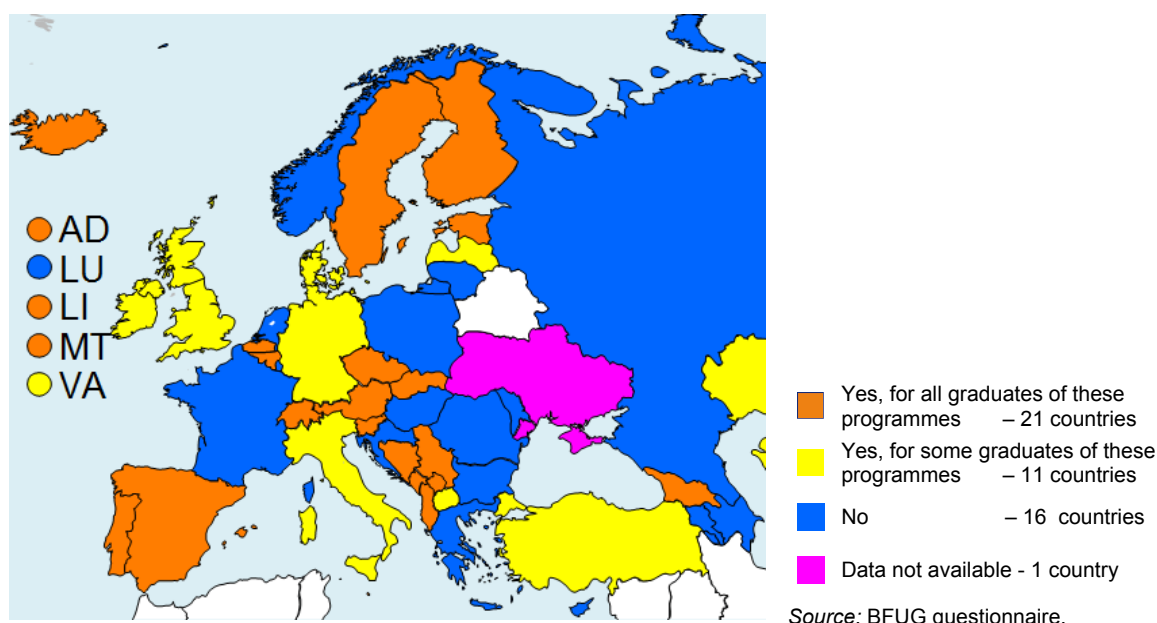 AD
LU
LI
MT
VA
Yes, for all graduates of these
programmes – 21 countries
Yes, for some graduates of these
programmes – 11 countries
No – 16 countries
Data not available - 1 country
Source: BFUG questionnaire.